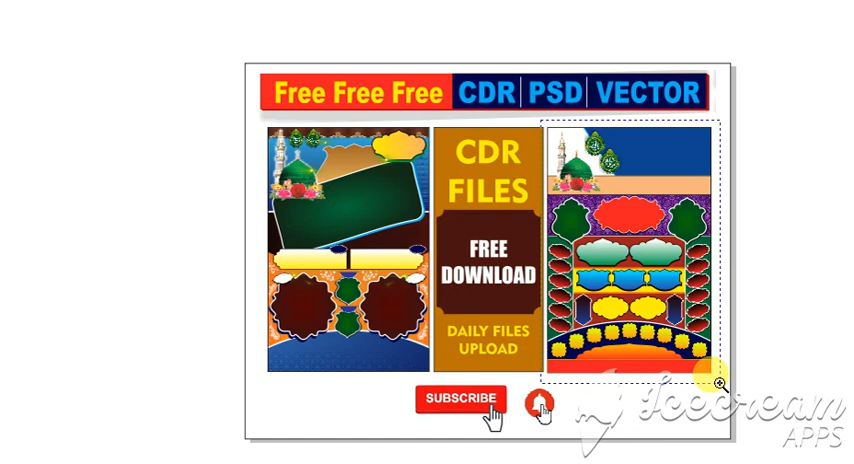 Free Free Free CDR PSD VECTOR
CDR
FILES
FREE
DOWNLOAD
DAILY FILES
UPLOAD
SUBSCRIBE
Icecream
APPS